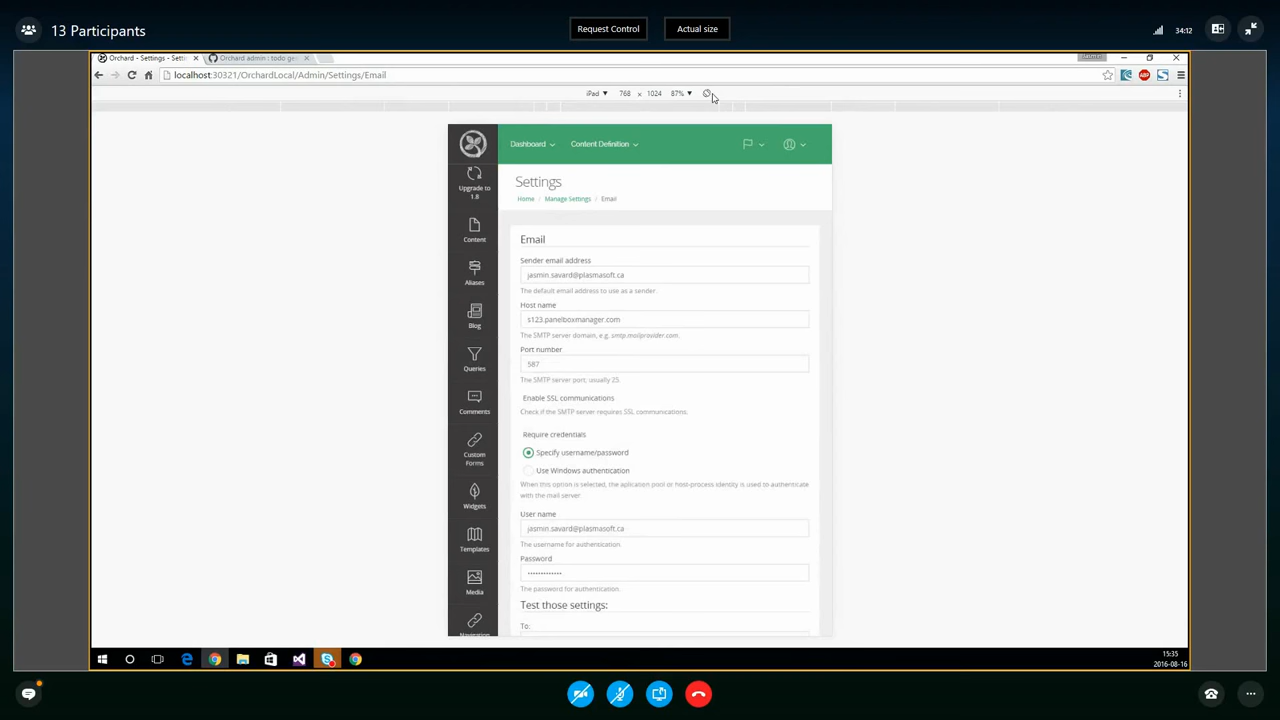 13 Participants
Request Control
Actual size
34:12
Orchard - Settings - Setti
Orchard admin : todo ge
localhost:30321/OrchardLocal/Admin/Settings/Email
ABP
iPad ▼ 768 × 1024 87% ▼
Dashboard
Content Definition
Settings
Home / Manage Settings / Email
Upgrade to
1.8
Content
Aliases
Blog
Queries
Comments
Custom
Forms
Widgets
Templates
Media
Navigation
Email
Sender email address
jasmin.savard@plasmasoft.ca
The default email address to use as a sender.
Host name
s123.panelboxmanager.com
The SMTP server domain, e.g. smtp.mailprovider.com.
Port number
587
The SMTP server port; usually 25.
Enable SSL communications
Check if the SMTP server requires SSL communications.
Require credentials
Specify username/password
Use Windows authentication
When this option is selected, the aplication pool or host-process identity is used to authenticate
with the mail server.
User name
jasmin.savard@plasmasoft.ca
The username for authentication.
Password
The password for authentication.
Test those settings:
To:
15:35
2016-08-16